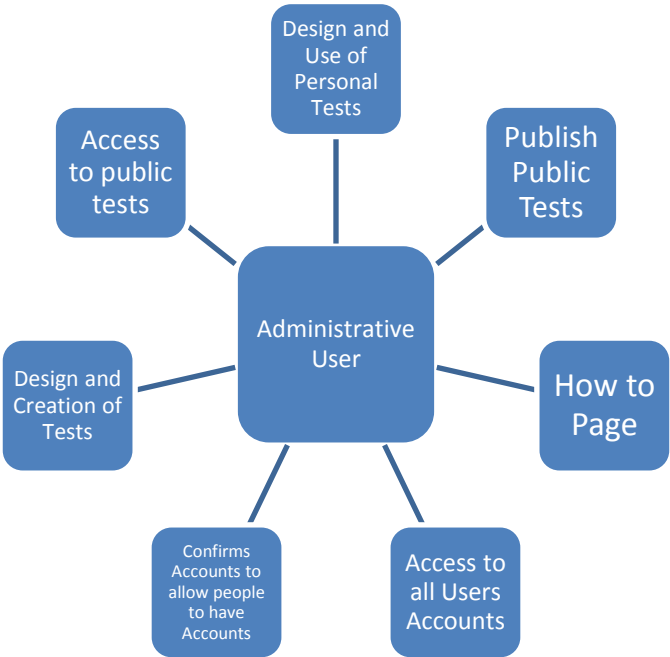 Design and
Use of
Personal
Tests
Publish
Public
Tests
How to
Page
Access to
all Users
Accounts
Confirms
Accounts to
allow people
to have
Accounts
Design and
Creation of
Tests
Access
to public
tests
Administrative
User